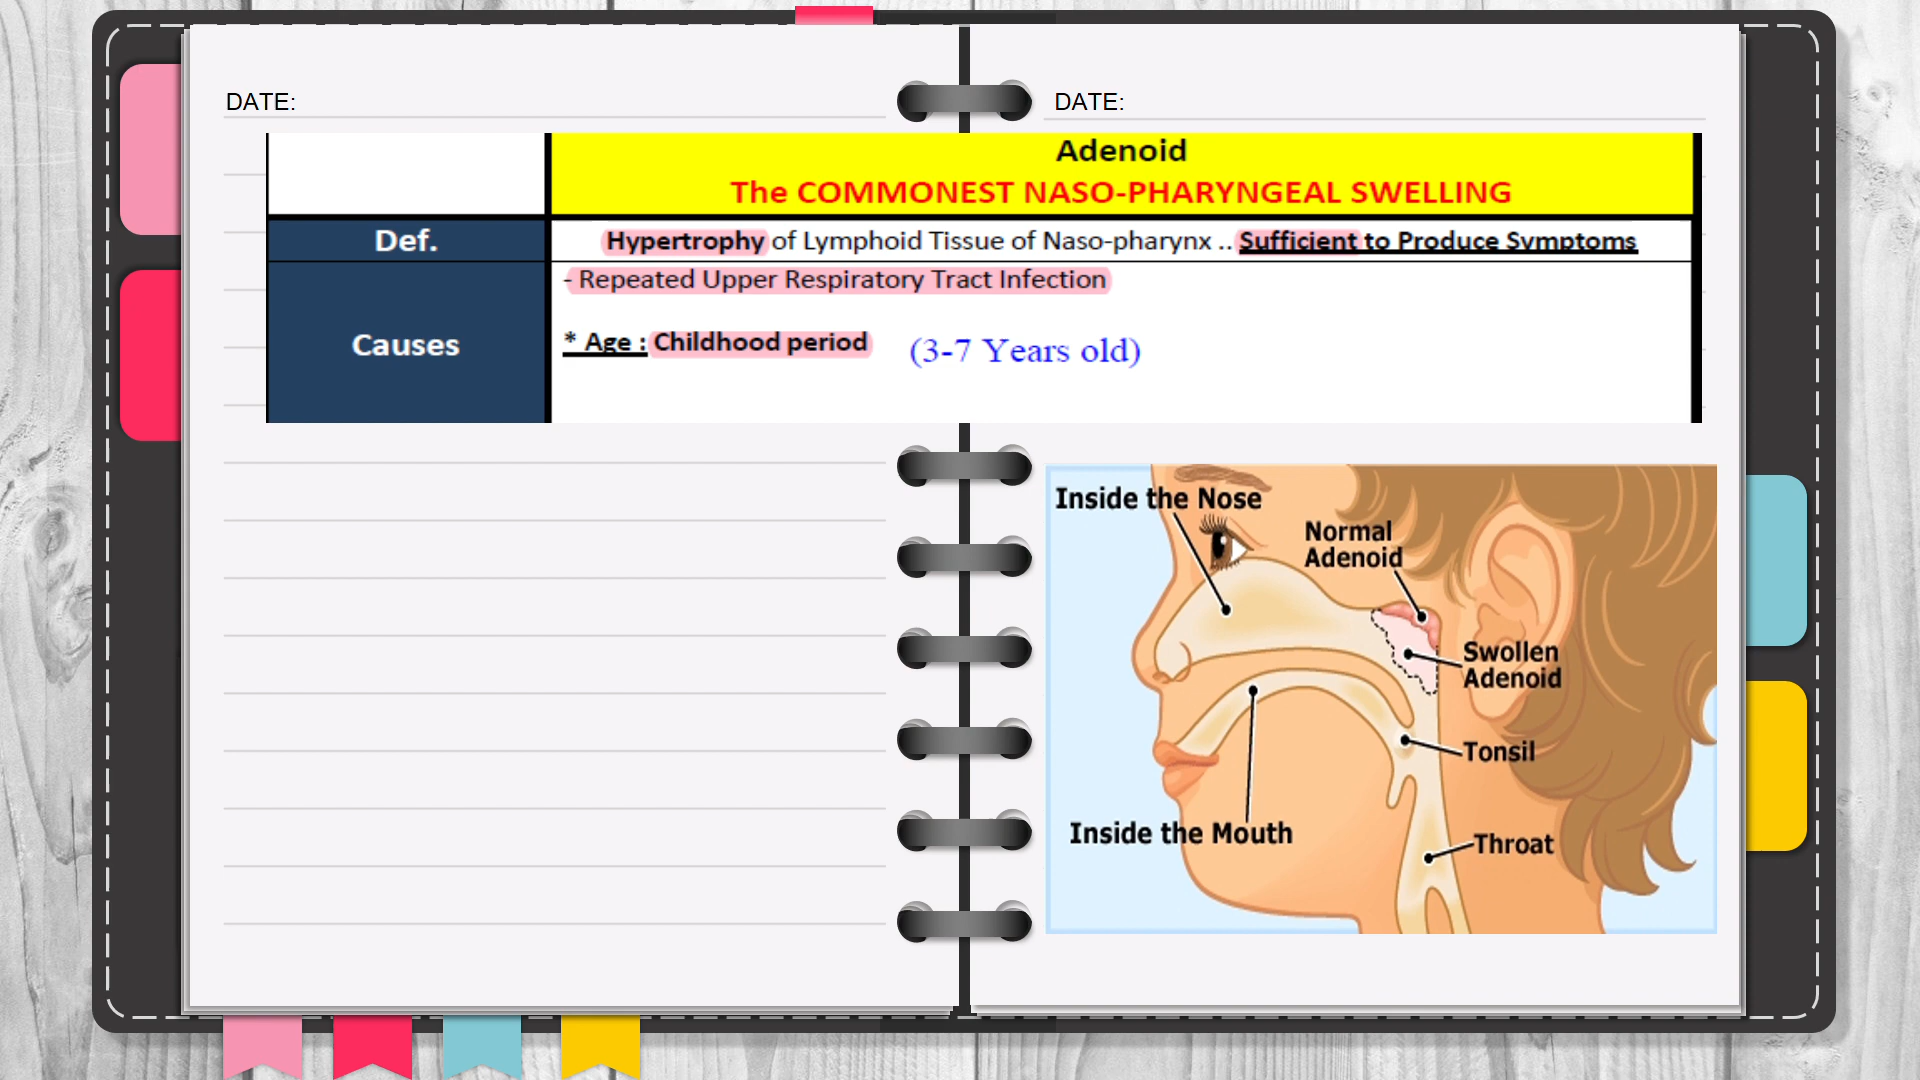 DATE:
DATE:
Adenoid
The COMMONEST NASO-PHARYNGEAL SWELLING
Def.
Hypertrophy of Lymphoid Tissue of Naso-pharynx .. Sufficient to Produce Symptoms
Causes
- Repeated Upper Respiratory Tract Infection
* Age : Childhood period (3-7 Years old)
Inside the Nose
Normal
Adenoid
Swollen
Adenoid
Tonsil
Inside the Mouth
Throat